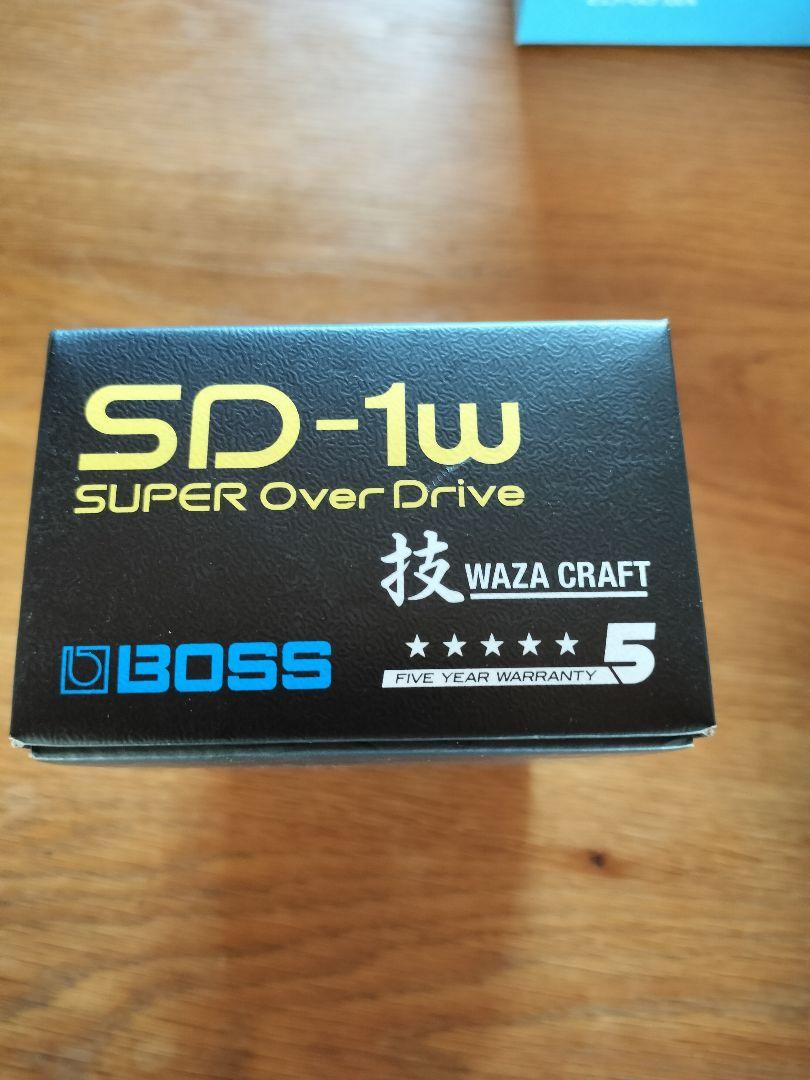 SD-1w
SUPER Over Drive
技 WAZA CRAFT
BOSS
★★★★★ 5
FIVE YEAR WARRANTY